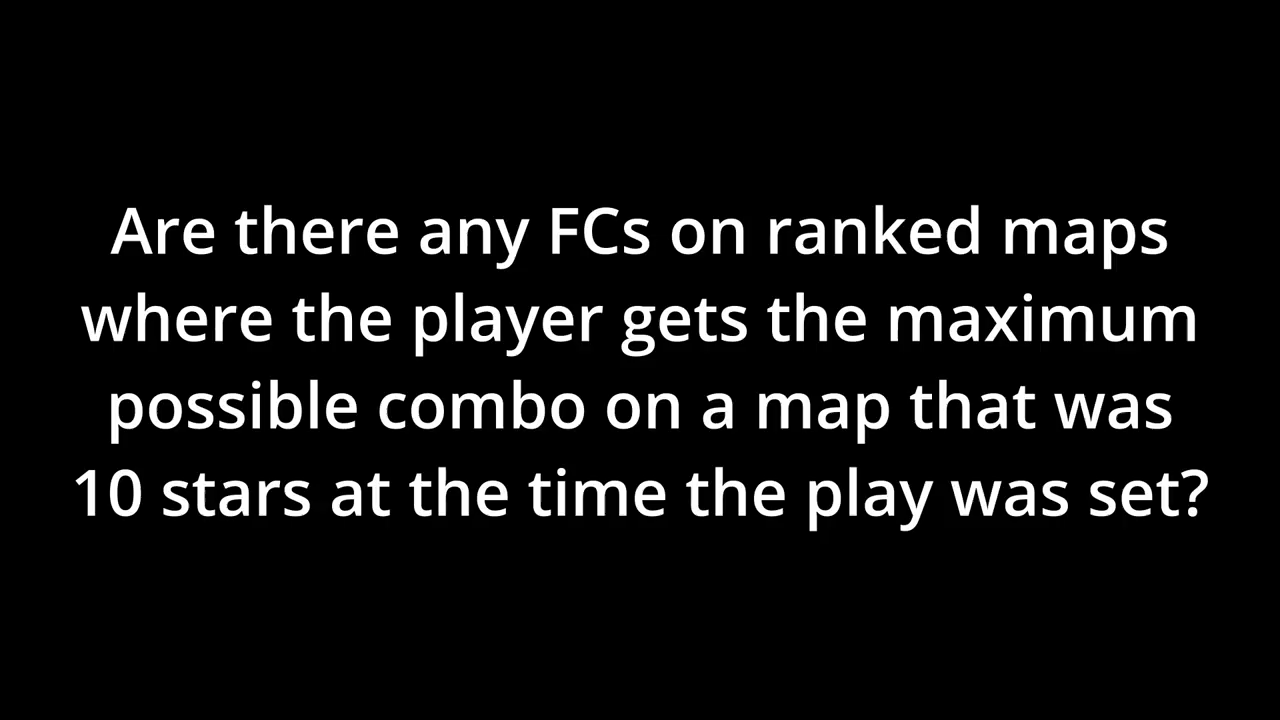 Are there any FCs on ranked maps
where the player gets the maximum
possible combo on a map that was
10 stars at the time the play was set?